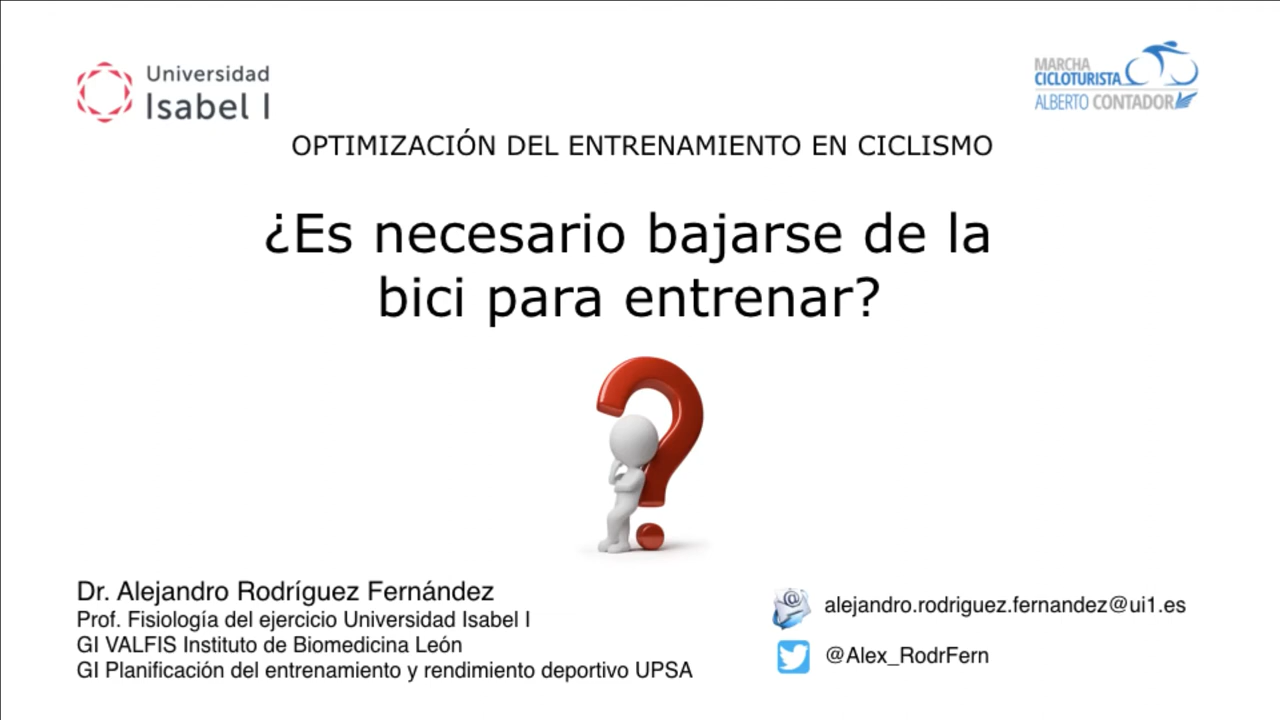 Universidad
Isabel I
MARCHA
CICLOTURISTA
ALBERTO CONTADOR
OPTIMIZACIÓN DEL ENTRENAMIENTO EN CICLISMO
¿Es necesario bajarse de la
bici para entrenar?
Dr. Alejandro Rodríguez Fernández
Prof. Fisiología del ejercicio Universidad Isabel I
GI VALFIS Instituto de Biomedicina León
GI Planificación del entrenamiento y rendimiento deportivo UPSA
alejandro.rodriguez.fernandez@ui1.es
@Alex_RodrFern